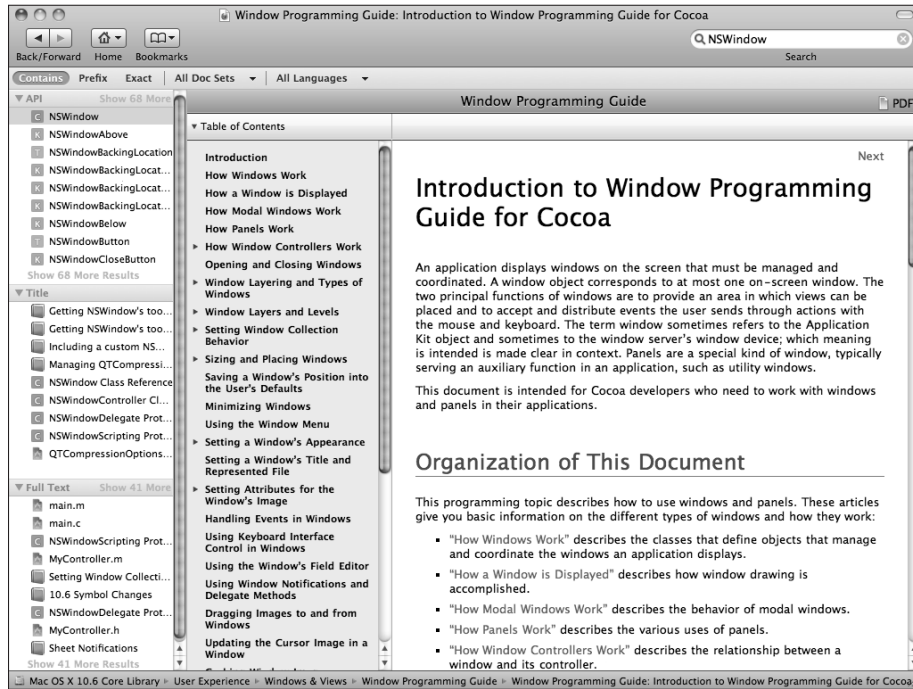 Window Programming Guide: Introduction to Window Programming Guide for Cocoa
NSWindow
Back/Forward Home Bookmarks
Search
Contains Prefix Exact All Doc Sets All Languages
API Show 68 More
NSWindow
NSWindowAbove
NSWindowBackingLocation
NSWindowBackingLocat...
NSWindowBackingLocat...
NSWindowBackingLocat...
NSWindowBelow
NSWindowButton
NSWindowCloseButton
Show 68 More Results
Title
Getting NSWindow's too...
Getting NSWindow's too...
Including a custom NS...
Managing QTCompressi...
NSWindow Class Reference
NSWindowController Cl...
NSWindowDelegate Prot...
NSWindowScripting Prot...
QTCompressionOptions...
Full Text Show 41 More
main.m
main.c
NSWindowScripting Prot...
MyController.m
Setting Window Collecti...
10.6 Symbol Changes
NSWindowDelegate Prot...
MyController.h
Sheet Notifications
Show 41 More Results
Window Programming Guide
PDF
Table of Contents
Introduction
How Windows Work
How a Window is Displayed
How Modal Windows Work
How Panels Work
How Window Controllers Work
Opening and Closing Windows
Window Layering and Types of
Windows
Window Layers and Levels
Setting Window Collection
Behavior
Sizing and Placing Windows
Saving a Window's Position into
the User's Defaults
Minimizing Windows
Using the Window Menu
Setting a Window's Appearance
Setting a Window's Title and
Represented File
Setting Attributes for the
Window's Image
Handling Events in Windows
Using Keyboard Interface
Control in Windows
Using the Window's Field Editor
Using Window Notifications and
Delegate Methods
Dragging Images to and from
Windows
Updating the Cursor Image in a
Window
Next
Introduction to Window Programming
Guide for Cocoa
An application displays windows on the screen that must be managed and
coordinated. A window object corresponds to at most one on-screen window. The
two principal functions of windows are to provide an area in which views can be
placed and to accept and distribute events the user sends through actions with
the mouse and keyboard. The term window sometimes refers to the Application
Kit object and sometimes to the window server's window device; which meaning
is intended is made clear in context. Panels are a special kind of window, typically
serving an auxiliary function in an application, such as utility windows.
This document is intended for Cocoa developers who need to work with windows
and panels in their applications.
Organization of This Document
This programming topic describes how to use windows and panels. These articles
give you basic information on the different types of windows and how they work:
▪ "How Windows Work" describes the classes that define objects that manage
and coordinate the windows an application displays.
▪ "How a Window is Displayed" describes how window drawing is
accomplished.
▪ "How Modal Windows Work" describes the behavior of modal windows.
▪ "How Panels Work" describes the various uses of panels.
▪ "How Window Controllers Work" describes the relationship between a
window and its controller.
Mac OS X 10.6 Core Library ▸ User Experience ▸ Windows & Views ▸ Window Programming Guide ▸ Window Programming Guide: Introduction to Window Programming Guide for Cocoa